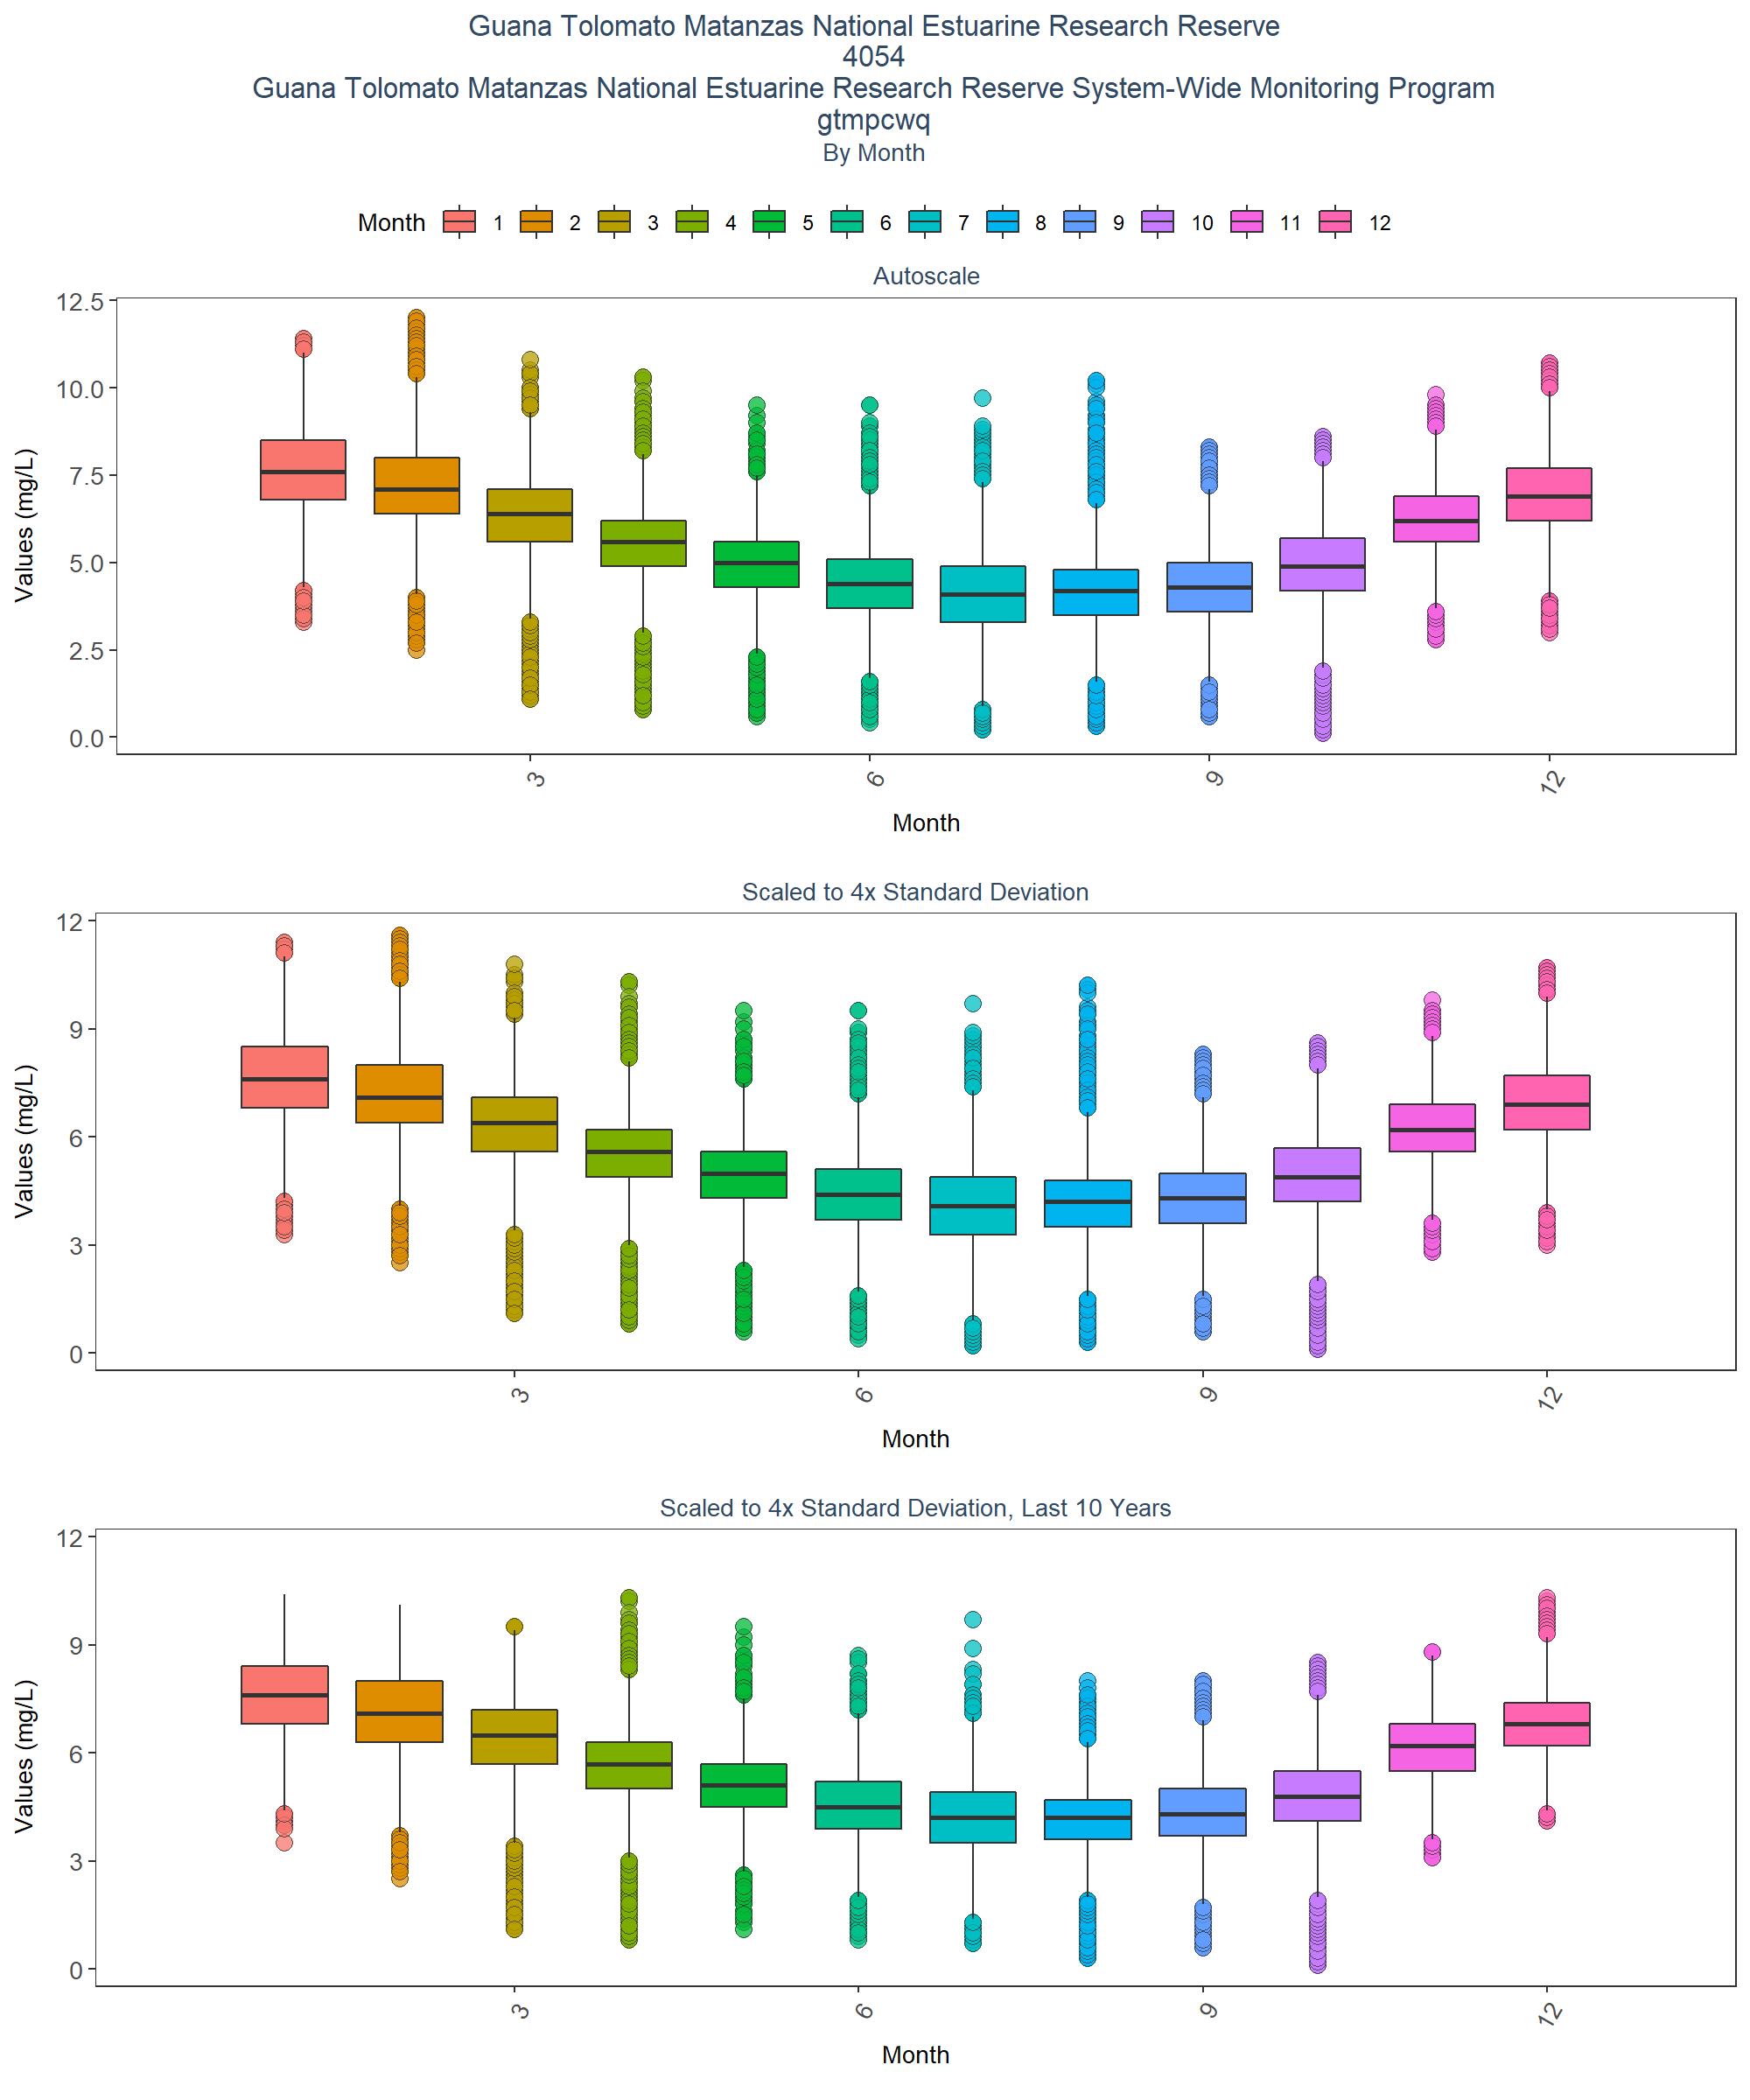 Guana Tolomato Matanzas National Estuarine Research Reserve
4054
Guana Tolomato Matanzas National Estuarine Research Reserve System-Wide Monitoring Program
gtmpcwq
By Month
Month 1 2 3 4 5 6 7 8 9 10 11 12
Autoscale
Values (mg/L)
12.5
10.0
7.5
5.0
2.5
0.0
3 6 9 12
Month
Scaled to 4x Standard Deviation
Values (mg/L)
12
9
6
3
0
3 6 9 12
Month
Scaled to 4x Standard Deviation, Last 10 Years
Values (mg/L)
12
9
6
3
0
3 6 9 12
Month